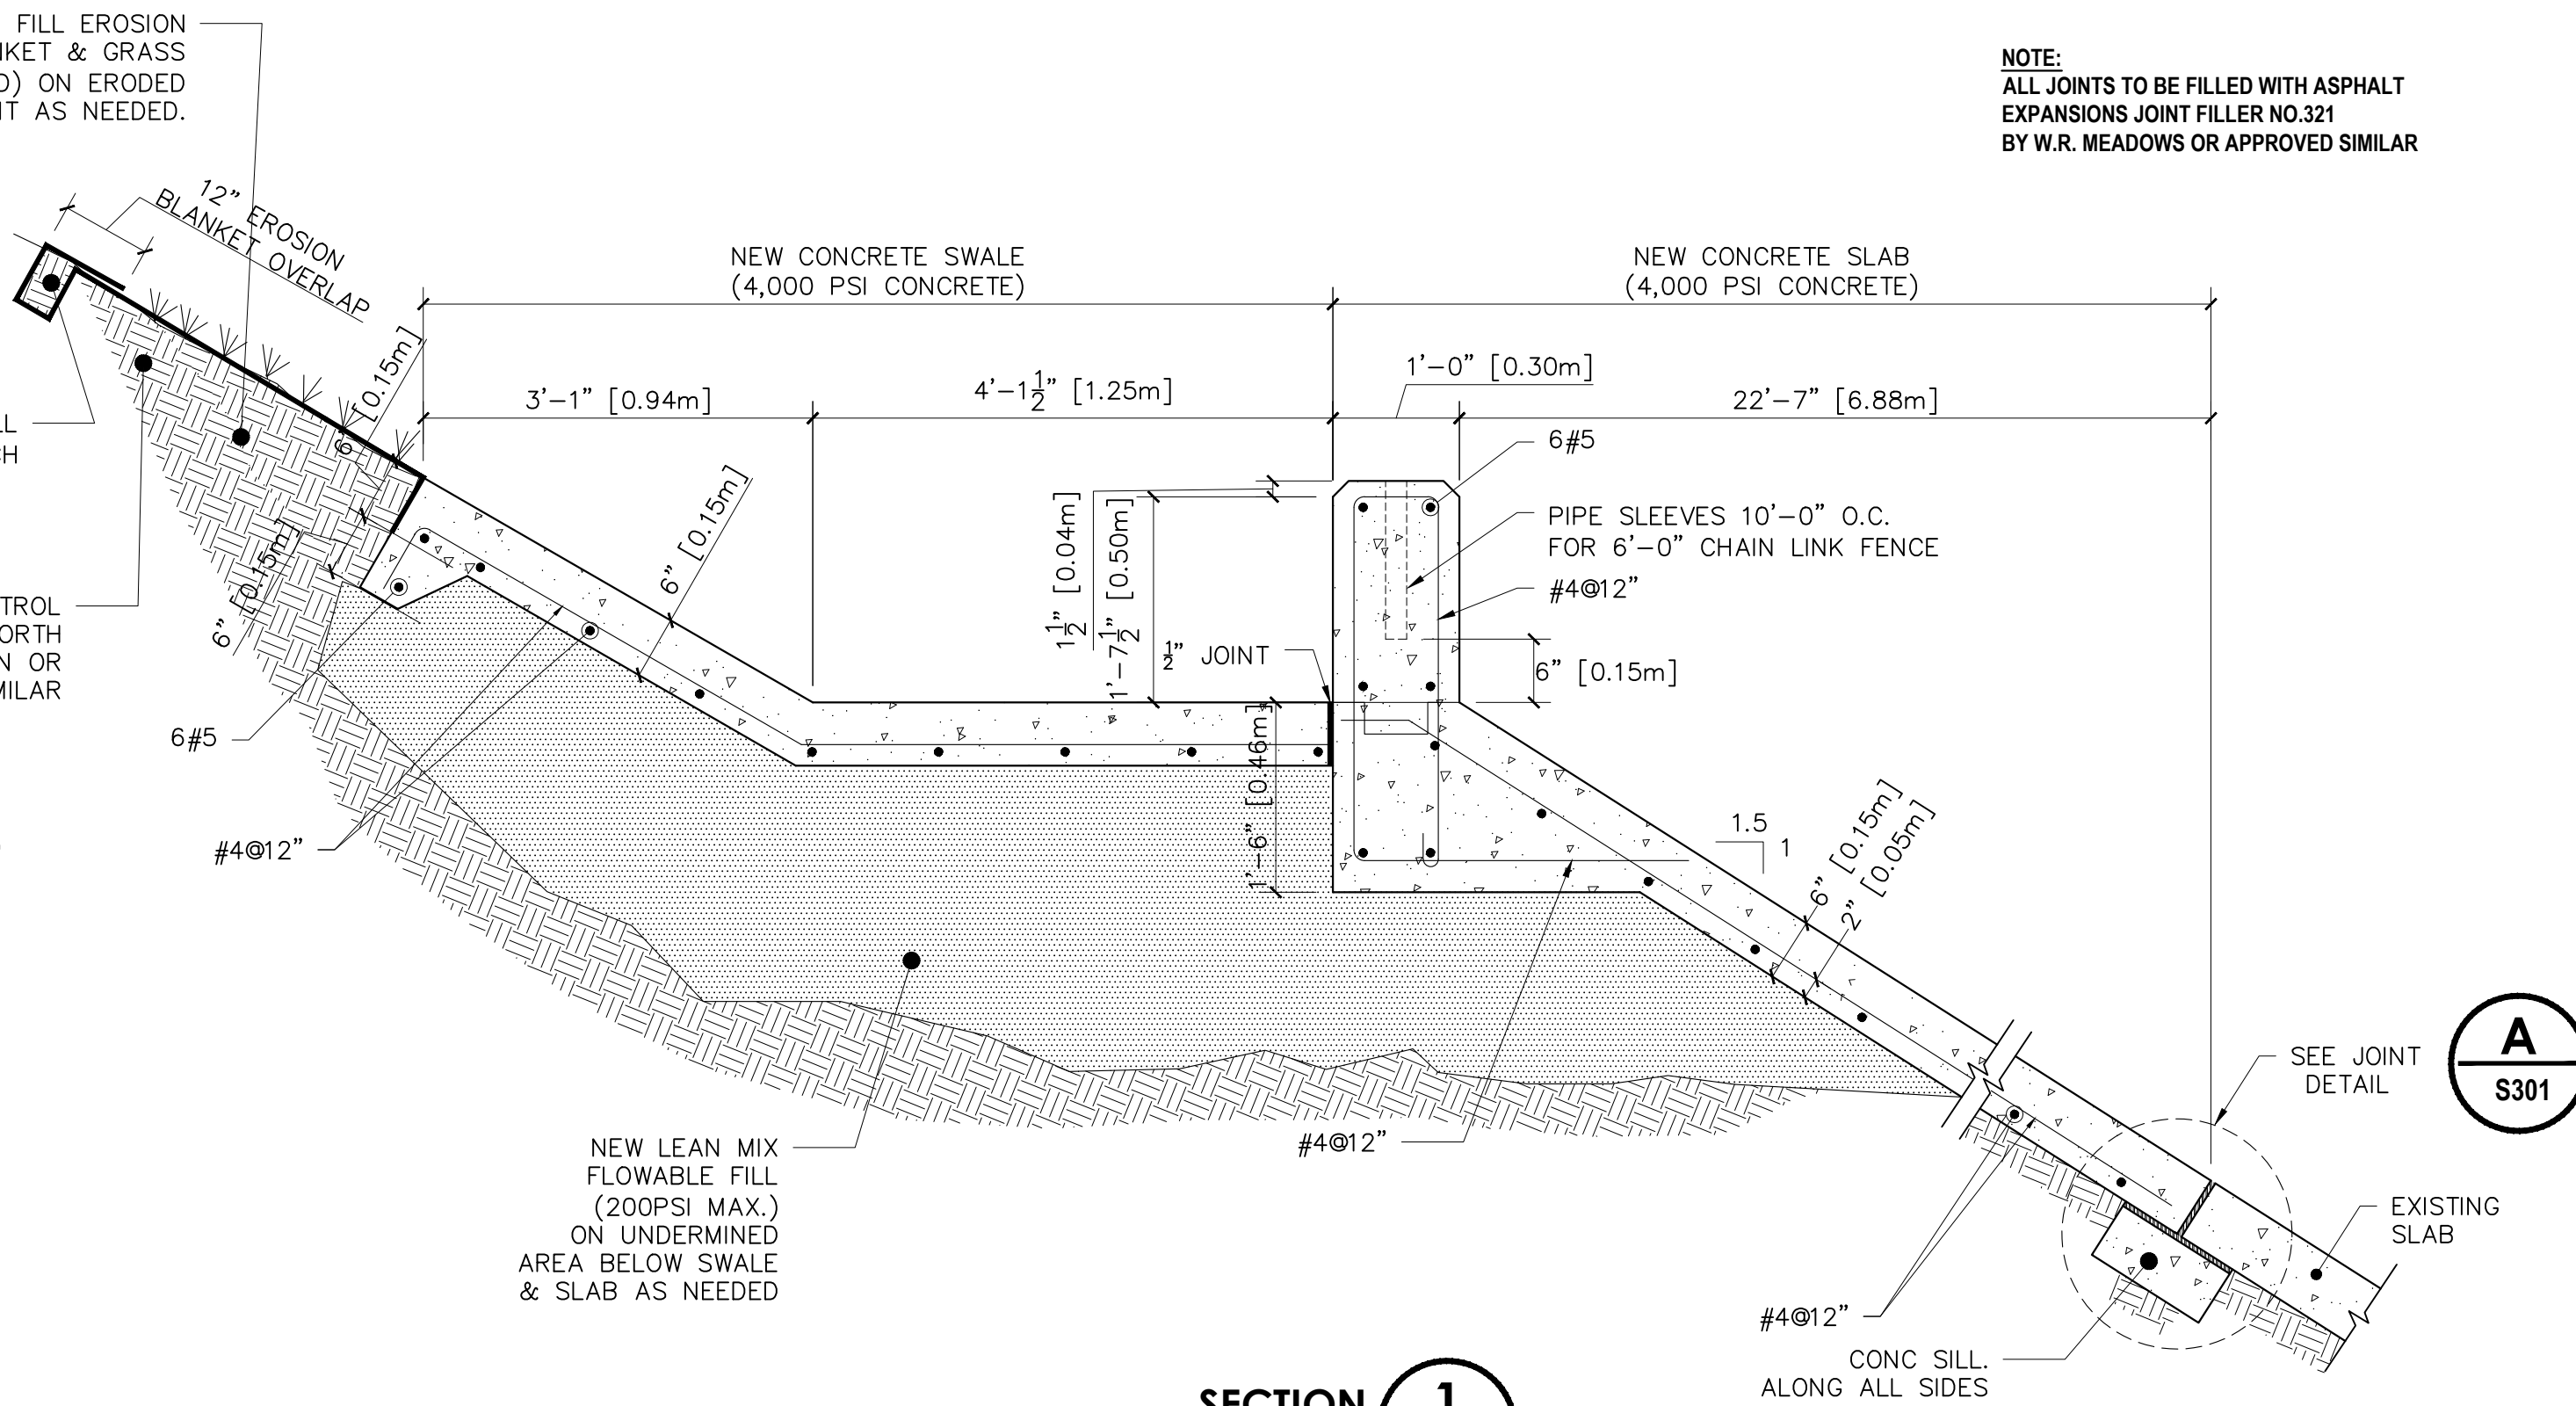 FILL EROSION
& GRASS
ON ERODED
AS NEEDED.
NOTE:
ALL JOINTS TO BE FILLED WITH ASPHALT
EXPANSIONS JOINT FILLER NO.321
BY W.R. MEADOWS OR APPROVED SIMILAR
12" EROSION
BLANKET OVERLAP
NEW CONCRETE SWALE
(4,000 PSI CONCRETE)
NEW CONCRETE SLAB
(4,000 PSI CONCRETE)
3'-1" [0.94m]
4'-1 1/2" [1.25m]
1'-0" [0.30m]
22'-7" [6.88m]
6" [0.15m]
6" [0.15m]
6" [0.15m]
1 1/2" [0.04m]
1'-7 1/2" [0.50m]
6#5
PIPE SLEEVES 10'-0" O.C.
FOR 6'-0" CHAIN LINK FENCE
#4@12"
1/2" JOINT
6" [0.15m]
OR
6#5
#4@12"
1'-6" [0.46m]
1.5
1
6" [0.15m]
2" [0.05m]
NEW LEAN MIX
FLOWABLE FILL
(200PSI MAX.)
ON UNDERMINED
AREA BELOW SWALE
& SLAB AS NEEDED
#4@12"
SEE JOINT
DETAIL
A
S301
EXISTING
SLAB
#4@12"
CONC SILL.
ALONG ALL SIDES
SECTION
1